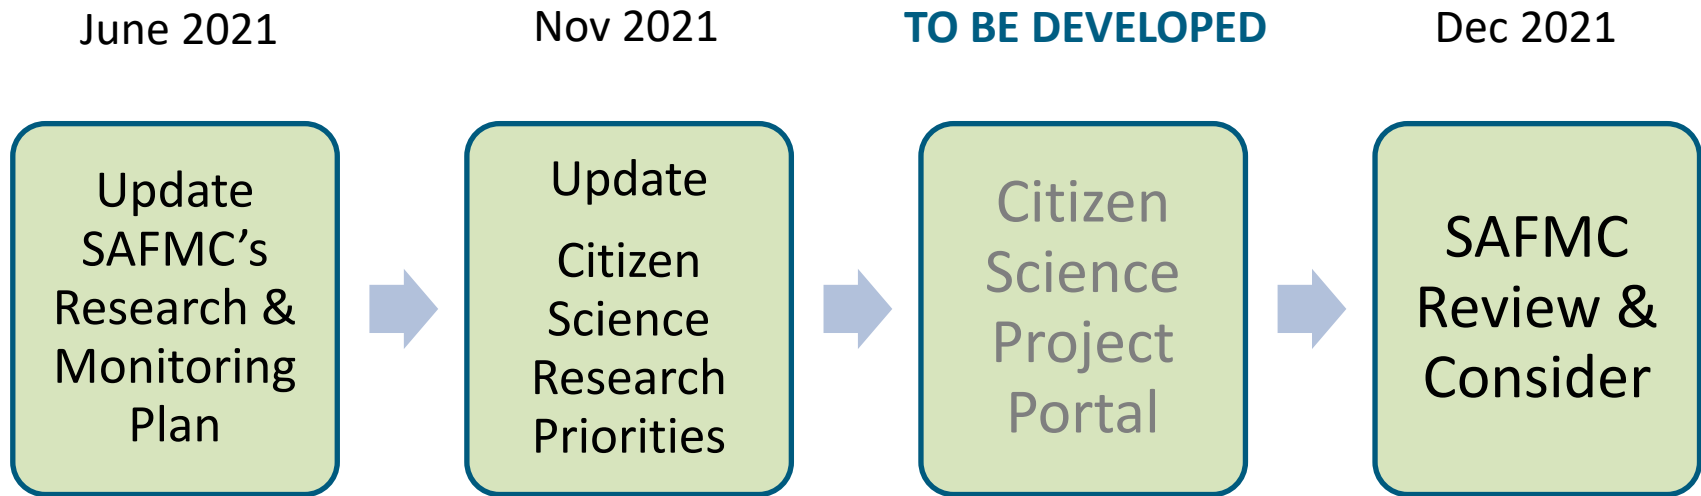 June 2021
Nov 2021
TO BE DEVELOPED
Dec 2021
Update
SAFMC’s
Research &
Monitoring
Plan
Update
Citizen
Science
Research
Priorities
Citizen
Science
Project
Portal
SAFMC
Review &
Consider